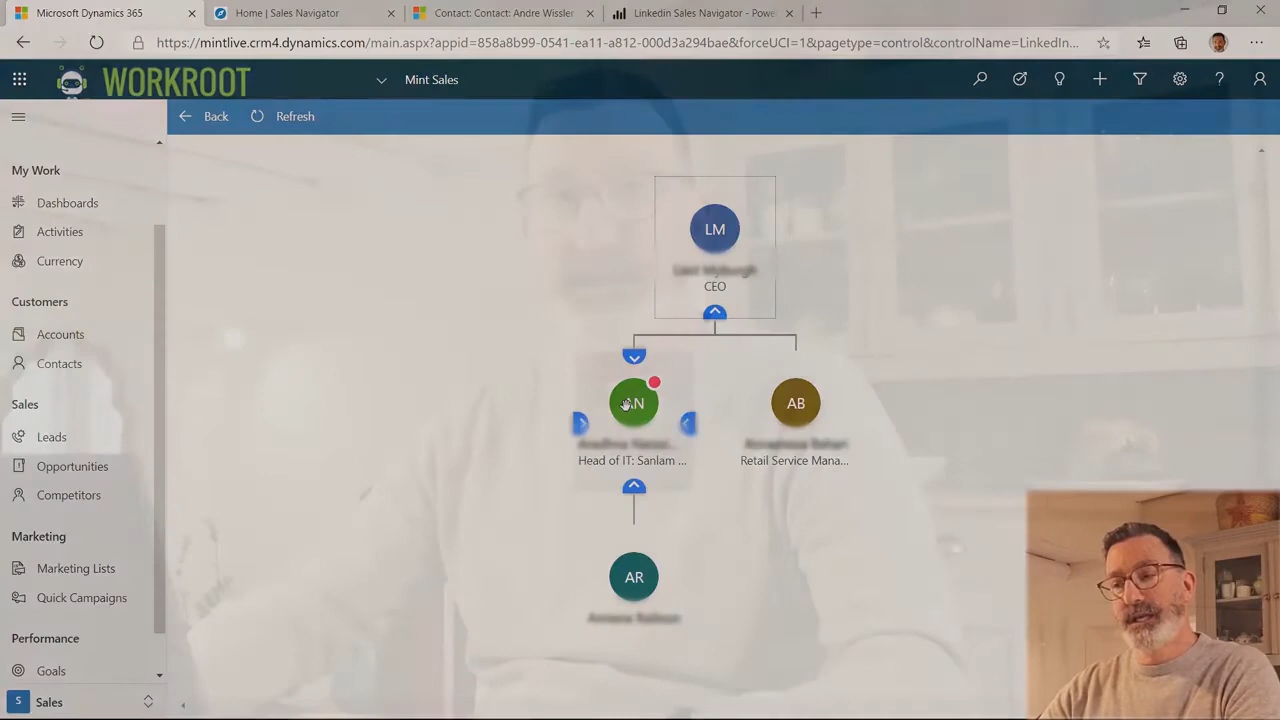 Microsoft Dynamics 365
Home | Sales Navigator
Contact: Contact: Andre Wissler
Linkedin Sales Navigator - Powe
https://mintlive.crm4.dynamics.com/main.aspx?appid=858a8b99-0541-ea11-a812-000d3a294bae&forceUCI=1&pagetype=control&controlName=LinkedIn...
WORKROOT
Mint Sales
Back
Refresh
My Work
Dashboards
Activities
Currency
Customers
Accounts
Contacts
Sales
Leads
Opportunities
Competitors
Marketing
Marketing Lists
Quick Campaigns
Performance
Goals
S Sales
LM
CEO
AN
Head of IT: Sanlam ...
AB
Retail Service Mana...
AR